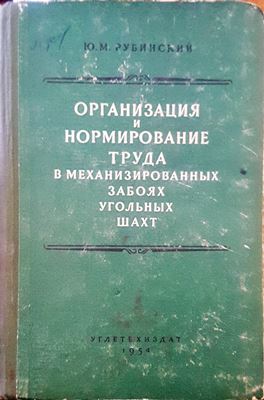 Ю.М.РУБИНСКИЙ
ОРГАНИЗАЦИЯ
И
НОРМИРОВАНИЕ
ТРУДА
В МЕХАНИЗИРОВАННЫХ
ЗАБОЯХ
УГОЛЬНЫХ
ШАХТ
УГЛЕТЕХИЗДАТ
1954